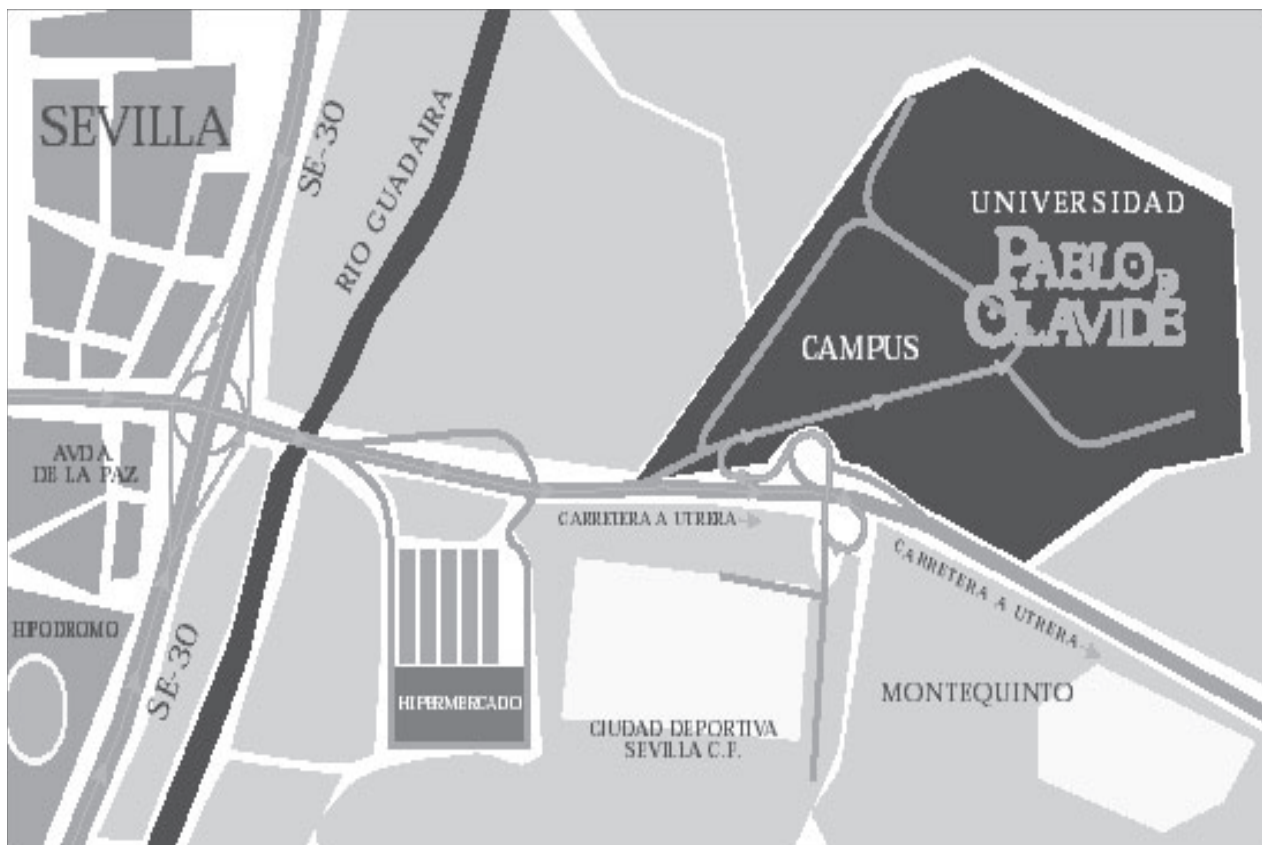 SEVILLA
SE-30
RIO GUADAIRA
UNIVERSIDAD
PABLO DE
OLAVIDE
CAMPUS
AVDA.
DE LA PAZ
CARRETERA A UTRERA
CARRETERA A UTRERA
HIPODROMO
SE-30
HIPERMERCADO
MONTEQUINTO
CIUDAD DEPORTIVA
SEVILLA C.F.